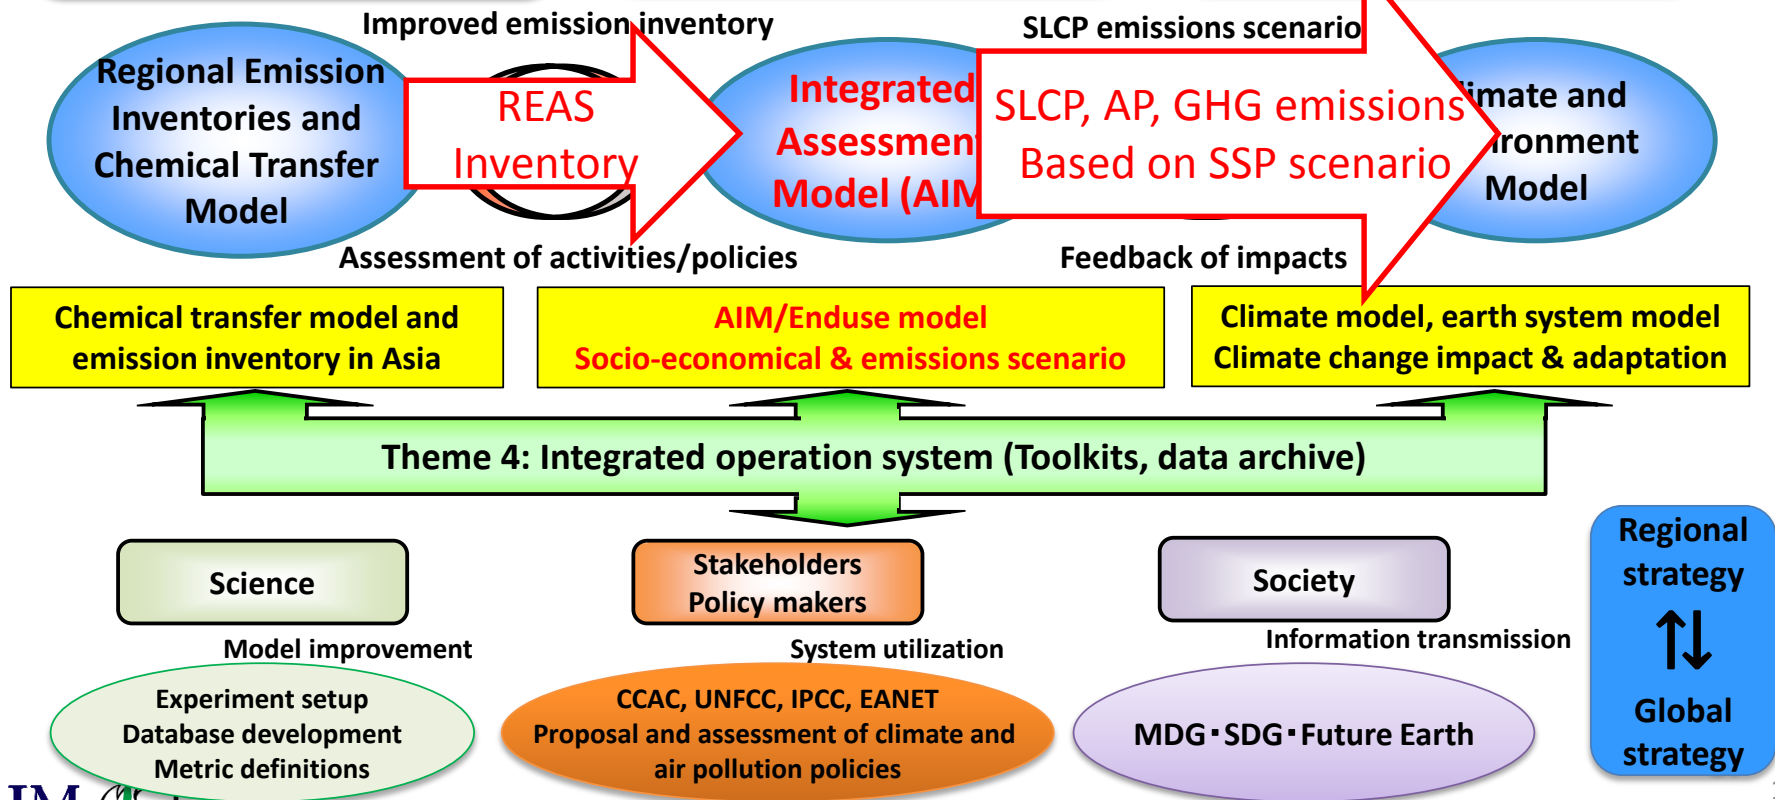 Improved emission inventory
SLCP emissions scenario
Regional Emission
Inventories and
Chemical Transfer
Model
REAS
Inventory
Integrated
Assessment
Model (AIM
SLCP, AP, GHG emissions
Based on SSP scenario
imate and
ironment
Model
Assessment of activities/policies
Feedback of impacts
Chemical transfer model and
emission inventory in Asia
AIM/Enduse model
Socio-economical & emissions scenario
Climate model, earth system model
Climate change impact & adaptation
Theme 4: Integrated operation system (Toolkits, data archive)
Science
Stakeholders
Policy makers
Society
Regional
strategy
⇅
Global
strategy
Model improvement
System utilization
Information transmission
Experiment setup
Database development
Metric definitions
CCAC, UNFCC, IPCC, EANET
Proposal and assessment of climate and
air pollution policies
MDG・SDG・Future Earth